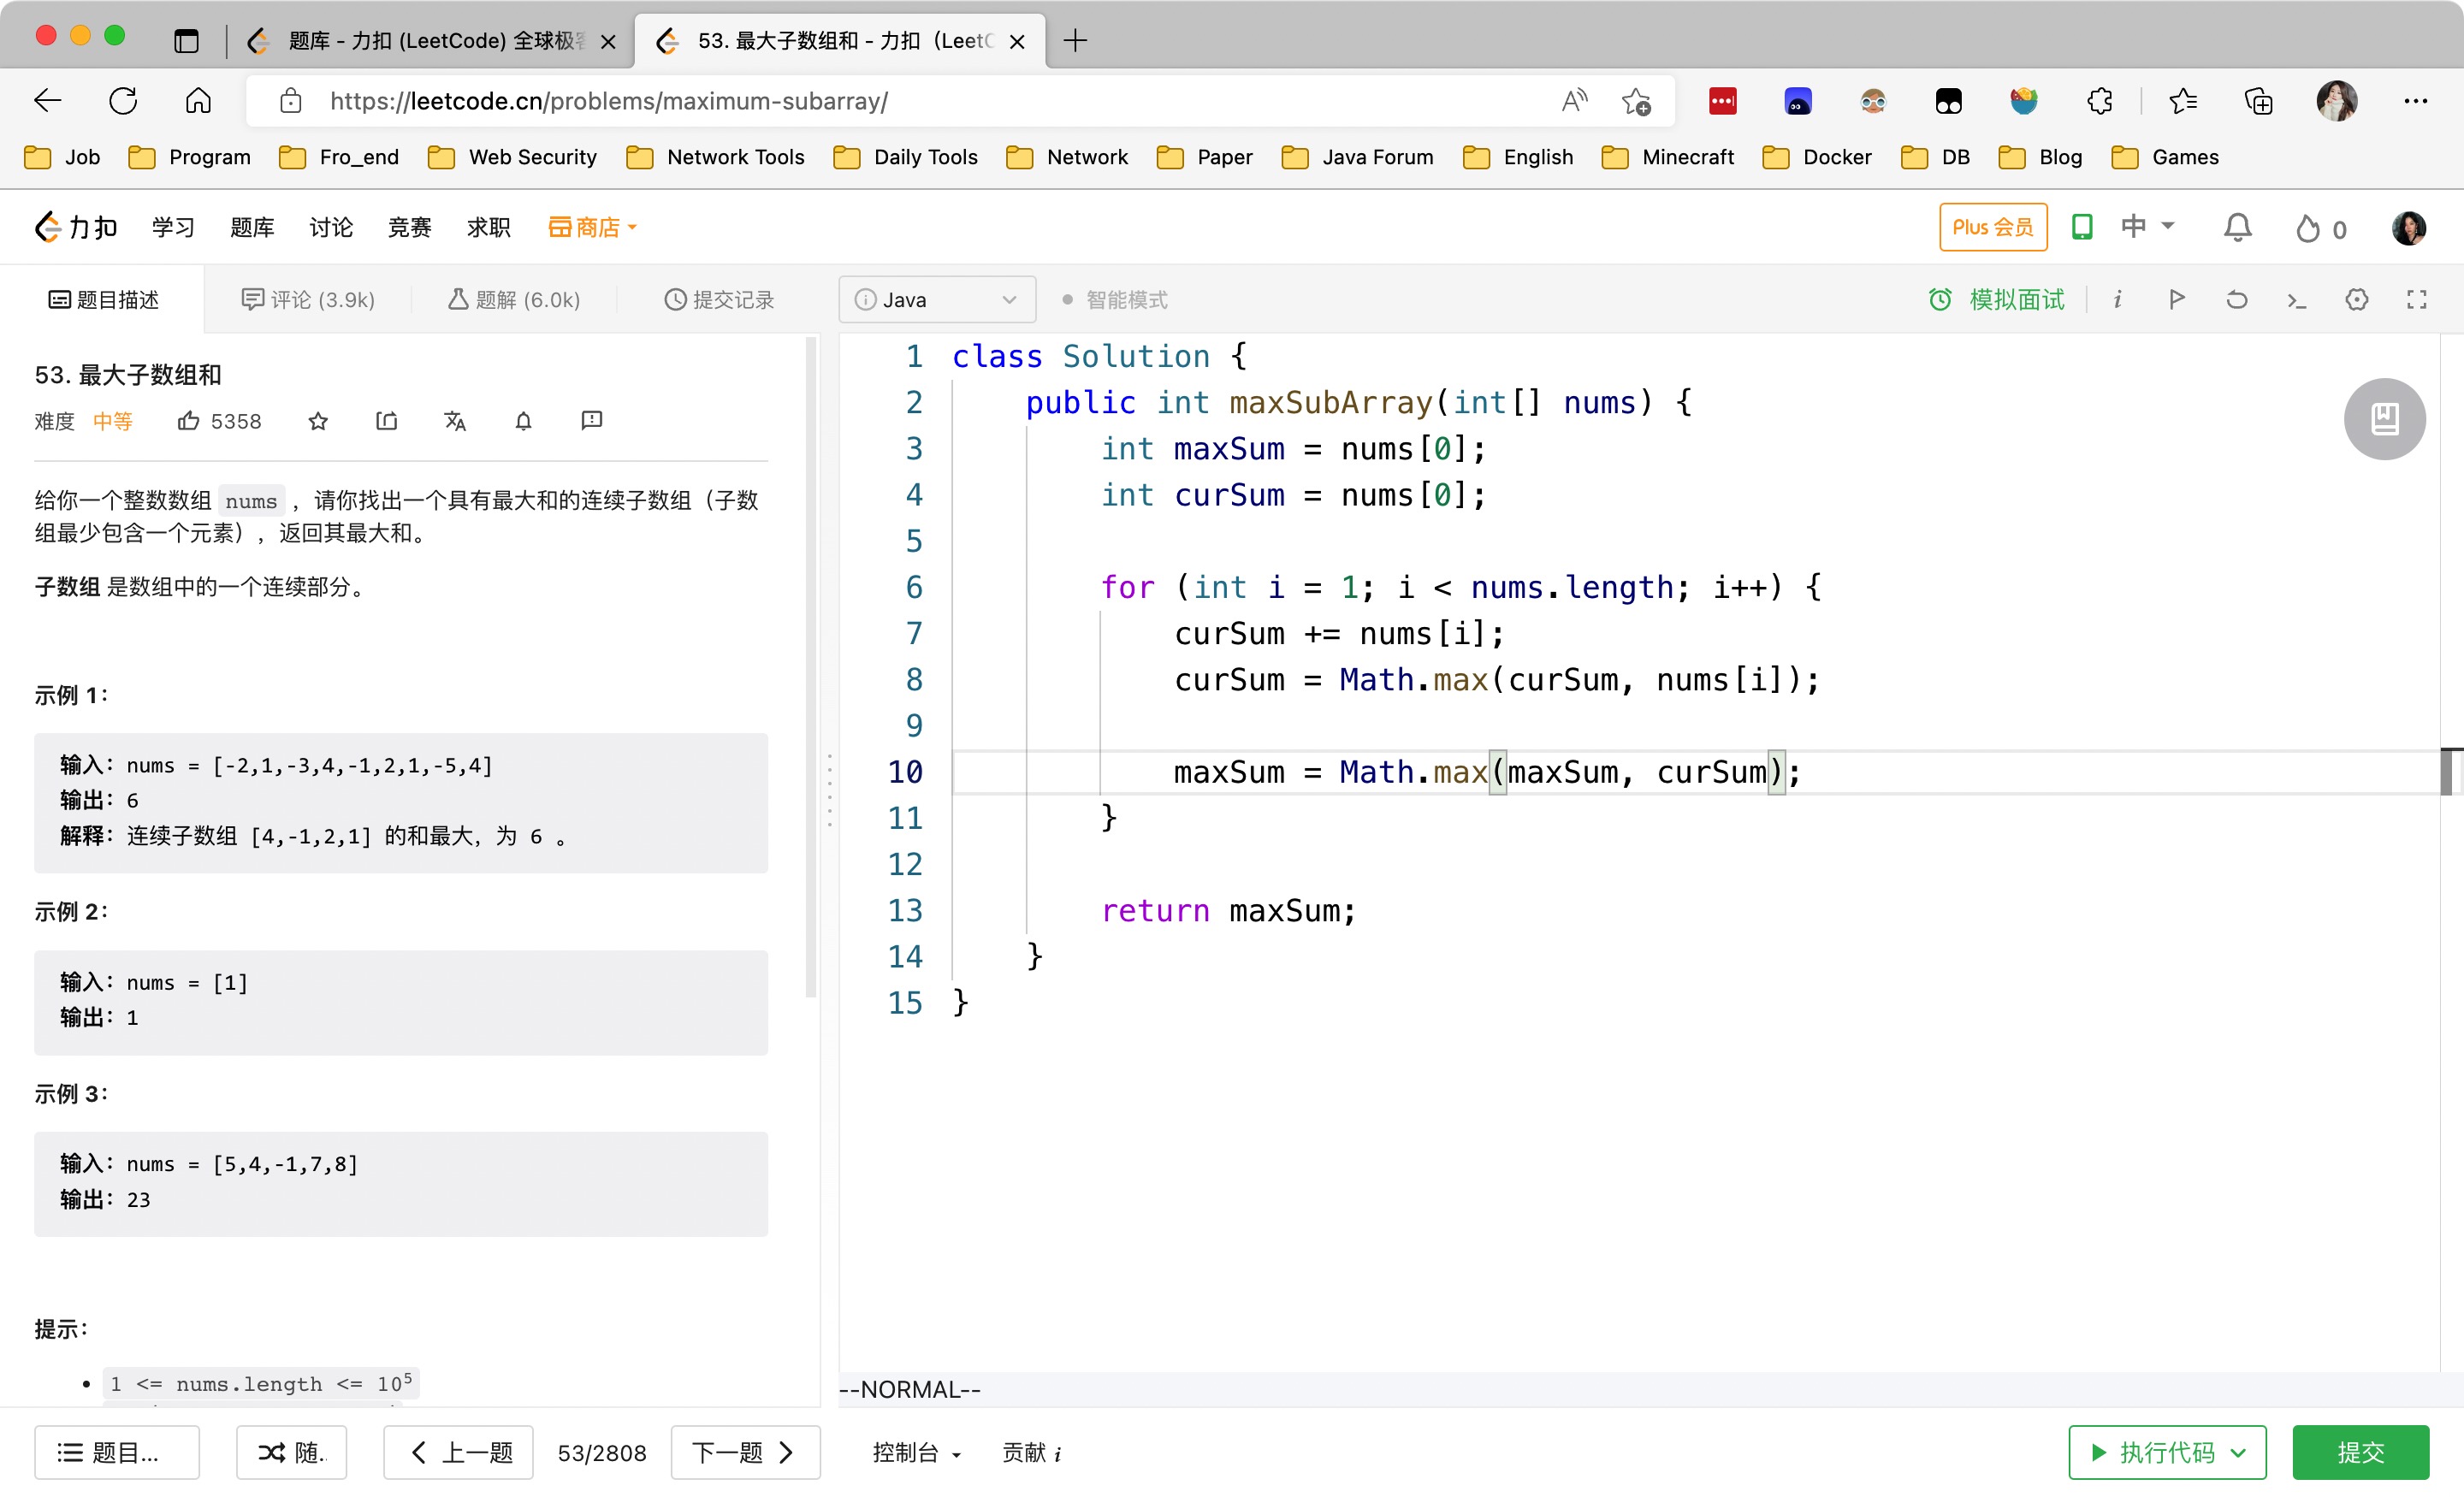 题库 - 力扣 (LeetCode) 全球极客
53. 最大子数组和 - 力扣（LeetC
https://leetcode.cn/problems/maximum-subarray/
Job Program Fro_end Web Security Network Tools Daily Tools Network Paper Java Forum English Minecraft Docker DB Blog Games
力扣 学习 题库 讨论 竞赛 求职 商店 Plus 会员 中 0
题目描述 评论 (3.9k) 题解 (6.0k) 提交记录
Java 智能模式 模拟面试 i
53. 最大子数组和
难度 中等 5358
给你一个整数数组 nums ，请你找出一个具有最大和的连续子数组（子数
组最少包含一个元素），返回其最大和。
子数组 是数组中的一个连续部分。
示例 1：
输入：nums = [-2,1,-3,4,-1,2,1,-5,4]
输出：6
解释：连续子数组 [4,-1,2,1] 的和最大，为 6 。
示例 2：
输入：nums = [1]
输出：1
示例 3：
输入：nums = [5,4,-1,7,8]
输出：23
提示：
• 1 <= nums.length <= 10⁵
1 class Solution {
2 public int maxSubArray(int[] nums) {
3 int maxSum = nums[0];
4 int curSum = nums[0];
5
6 for (int i = 1; i < nums.length; i++) {
7 curSum += nums[i];
8 curSum = Math.max(curSum, nums[i]);
9
10 maxSum = Math.max(maxSum, curSum);
11 }
12
13 return maxSum;
14 }
15 }
--NORMAL--
题目... 随. 上一题 53/2808 下一题 控制台 贡献 i 执行代码 提交